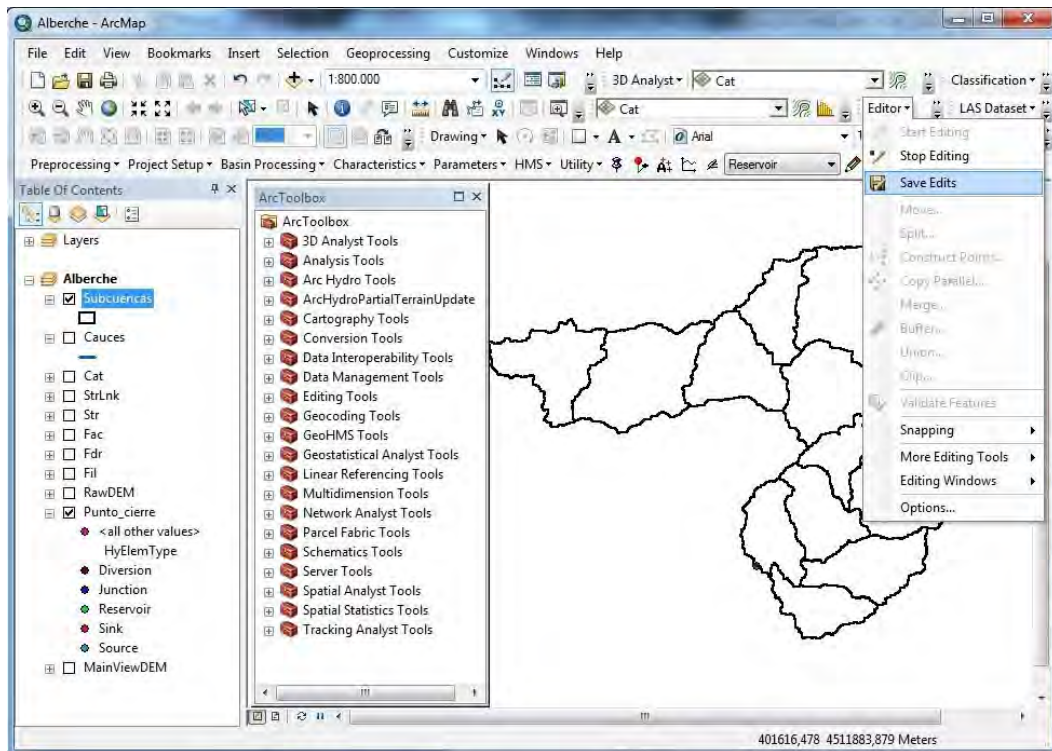 Alberche - ArcMap
File Edit View Bookmarks Insert Selection Geoprocessing Customize Windows Help
1:800.000 3D Analyst Cat Classification
Cat Editor LAS Dataset
Drawing A Arial
Preprocessing Project Setup Basin Processing Characteristics Parameters HMS Utility Reservoir
Table Of Contents
Layers
Alberche
Subcuencas
Cauces
Cat
StrLnk
Str
Fac
Fdr
Fil
RawDEM
Punto_cierre
<all other values>
HyElemType
Diversion
Junction
Reservoir
Sink
Source
MainViewDEM
ArcToolbox
ArcToolbox
3D Analyst Tools
Analysis Tools
Arc Hydro Tools
ArcHydroPartialTerrainUpdate
Cartography Tools
Conversion Tools
Data Interoperability Tools
Data Management Tools
Editing Tools
Geocoding Tools
GeoHMS Tools
Geostatistical Analyst Tools
Linear Referencing Tools
Multidimension Tools
Network Analyst Tools
Parcel Fabric Tools
Schematics Tools
Server Tools
Spatial Analyst Tools
Spatial Statistics Tools
Tracking Analyst Tools
Start Editing
Stop Editing
Save Edits
Move...
Split...
Construct Points...
Copy Parallel...
Merge...
Buffer...
Union...
Clip...
Validate Features
Snapping
More Editing Tools
Editing Windows
Options...
401616,478 4511883,879 Meters